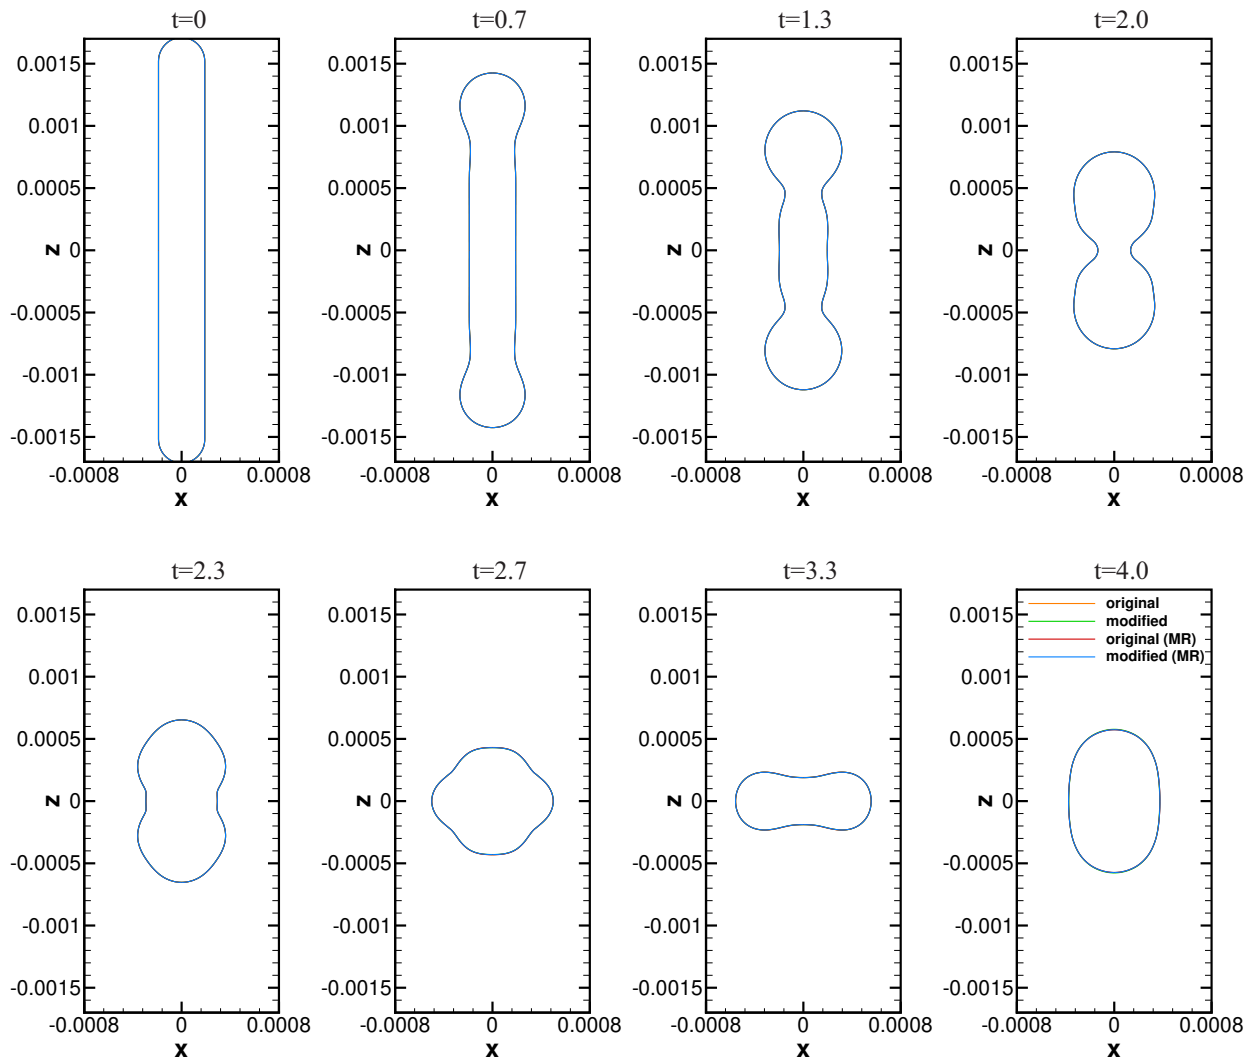 t=0
t=0.7
t=1.3
t=2.0
0.0015
0.001
0.0005
0
-0.0005
-0.001
-0.0015
z
-0.0008
0
0.0008
x
0.0015
0.001
0.0005
0
-0.0005
-0.001
-0.0015
z
-0.0008
0
0.0008
x
0.0015
0.001
0.0005
0
-0.0005
-0.001
-0.0015
z
-0.0008
0
0.0008
x
0.0015
0.001
0.0005
0
-0.0005
-0.001
-0.0015
z
-0.0008
0
0.0008
x
t=2.3
t=2.7
t=3.3
t=4.0
0.0015
0.001
0.0005
0
-0.0005
-0.001
-0.0015
z
-0.0008
0
0.0008
x
0.0015
0.001
0.0005
0
-0.0005
-0.001
-0.0015
z
-0.0008
0
0.0008
x
0.0015
0.001
0.0005
0
-0.0005
-0.001
-0.0015
z
-0.0008
0
0.0008
x
original
modified
original (MR)
modified (MR)
0.0015
0.001
0.0005
0
-0.0005
-0.001
-0.0015
z
-0.0008
0
0.0008
x